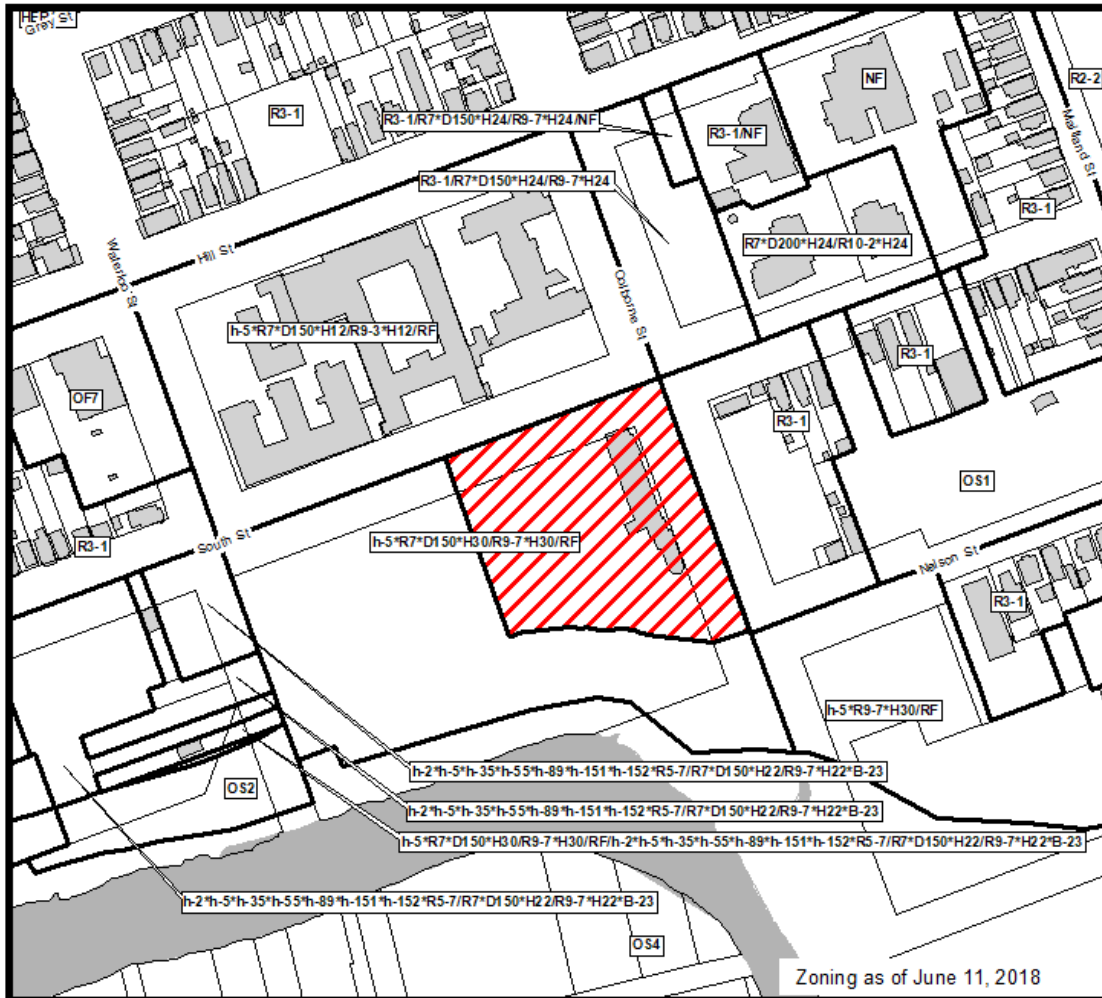 Grey St
R3-1
NF
R2-2
R3-1/R7*D150*H24/R9-7*H24/NF
R3-1/NF
Maitland St
R3-1/R7*D150*H24/R9-7*H24
R3-1
R7*D200*H24/R10-2*H24
Hill St
Waterloo St
Colborne St
h-5*R7*D150*H12/R9-3*H12/RF
R3-1
OF7
R3-1
OS1
South St
R3-1
h-5*R7*D150*H30/R9-7*H30/RF
Nelson St
R3-1
h-5*R9-7*H30/RF
h-2*h-5*h-35*h-55*h-89*h-151*h-152*R5-7/R7*D150*H22/R9-7*H22*B-23
OS2
h-2*h-5*h-35*h-55*h-89*h-151*h-152*R5-7/R7*D150*H22/R9-7*H22*B-23
h-5*R7*D150*H30/R9-7*H30/RF/h-2*h-5*h-35*h-55*h-89*h-151*h-152*R5-7/R7*D150*H22/R9-7*H22*B-23
h-2*h-5*h-35*h-55*h-89*h-151*h-152*R5-7/R7*D150*H22/R9-7*H22*B-23
OS4
Zoning as of June 11, 2018